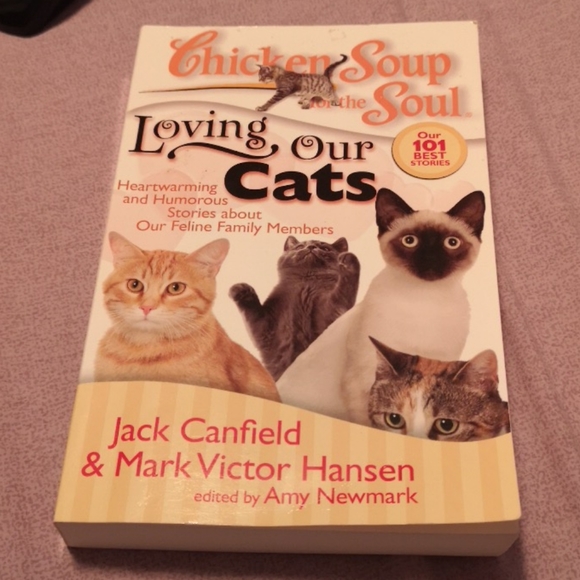 Chicken Soup
for the Soul
Loving Our
Cats
Our
101
BEST
STORIES
Heartwarming
and Humorous
Stories about
Our Feline Family Members
Jack Canfield
& Mark Victor Hansen
edited by Amy Newmark